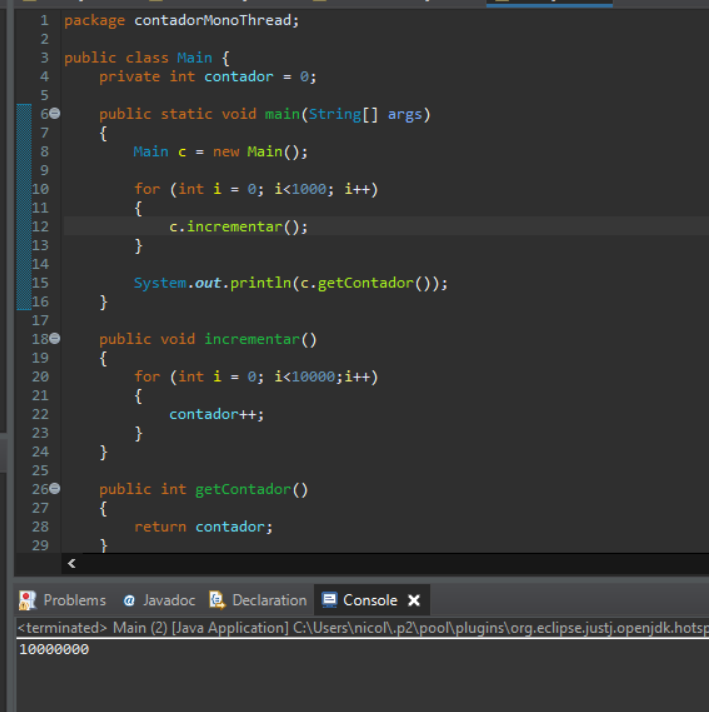 1 package contadorMonoThread;
2
3 public class Main {
4     private int contador = 0;
5
6     public static void main(String[] args)
7     {
8         Main c = new Main();
9
10         for (int i = 0; i<1000; i++)
11         {
12             c.incrementar();
13         }
14
15         System.out.println(c.getContador());
16     }
17
18     public void incrementar()
19     {
20         for (int i = 0; i<10000;i++)
21         {
22             contador++;
23         }
24     }
25
26     public int getContador()
27     {
28         return contador;
29     }
Problems @ Javadoc Declaration Console
<terminated> Main (2) [Java Application] C:\Users\nicol\.p2\pool\plugins\org.eclipse.justj.openjdk.hotsp
10000000